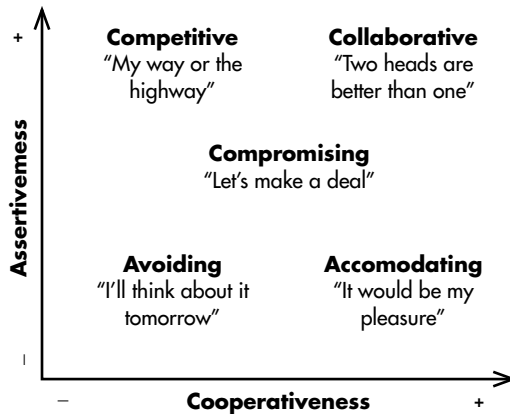 +
Competitive
“My way or the
highway”
Collaborative
“Two heads are
better than one”
Compromising
“Let’s make a deal”
Assertivemess
Avoiding
“I’ll think about it
tomorrow”
Accomodating
“It would be my
pleasure”
–
–
Cooperativeness
+